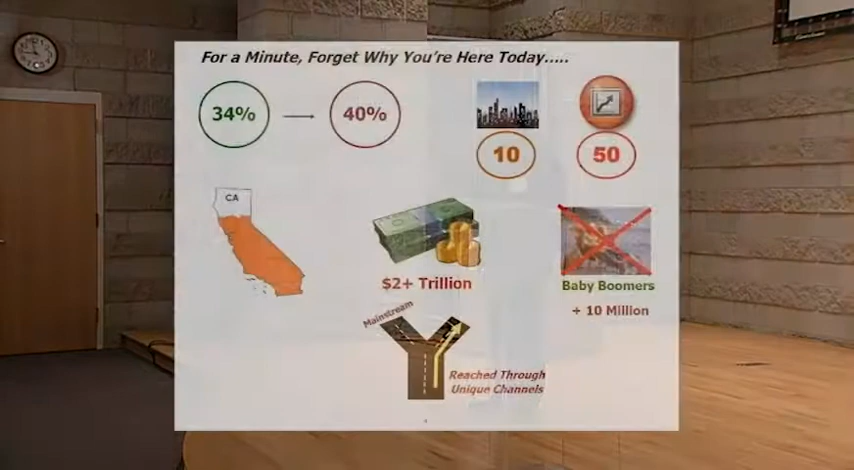 For a Minute, Forget Why You're Here Today.....
34%
40%
10
50
CA
$2+ Trillion
Baby Boomers
+ 10 Million
Mainstream
Reached Through
Unique Channels